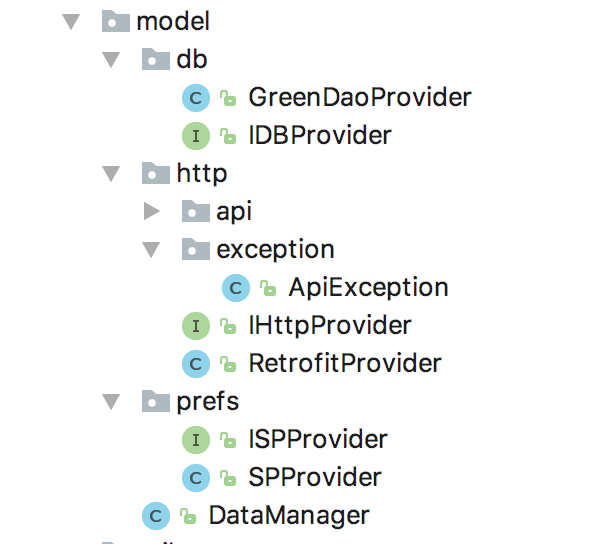 model
db
C GreenDaoProvider
I IDBProvider
http
api
exception
C ApiException
I IHttpProvider
C RetrofitProvider
prefs
I ISPProvider
C SPProvider
C DataManager